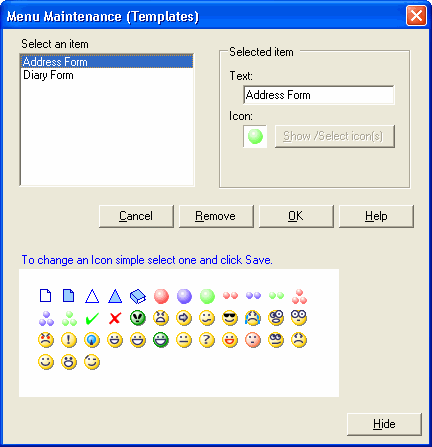 Menu Maintenance (Templates)
Select an item
Address Form
Diary Form
Selected item
Text:
Address Form
Icon:
Show /Select icon(s)
Cancel
Remove
OK
Help
To change an Icon simple select one and click Save.
Hide